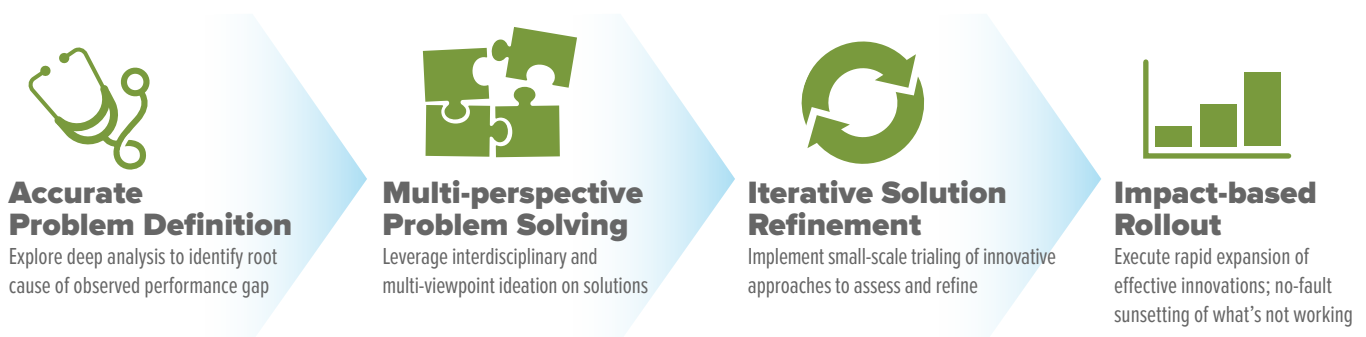 Accurate
Problem Definition
Explore deep analysis to identify root
cause of observed performance gap
Multi-perspective
Problem Solving
Leverage interdisciplinary and
multi-viewpoint ideation on solutions
Iterative Solution
Refinement
Implement small-scale trialing of innovative
approaches to assess and refine
Impact-based
Rollout
Execute rapid expansion of
effective innovations; no-fault
sunsetting of what’s not working